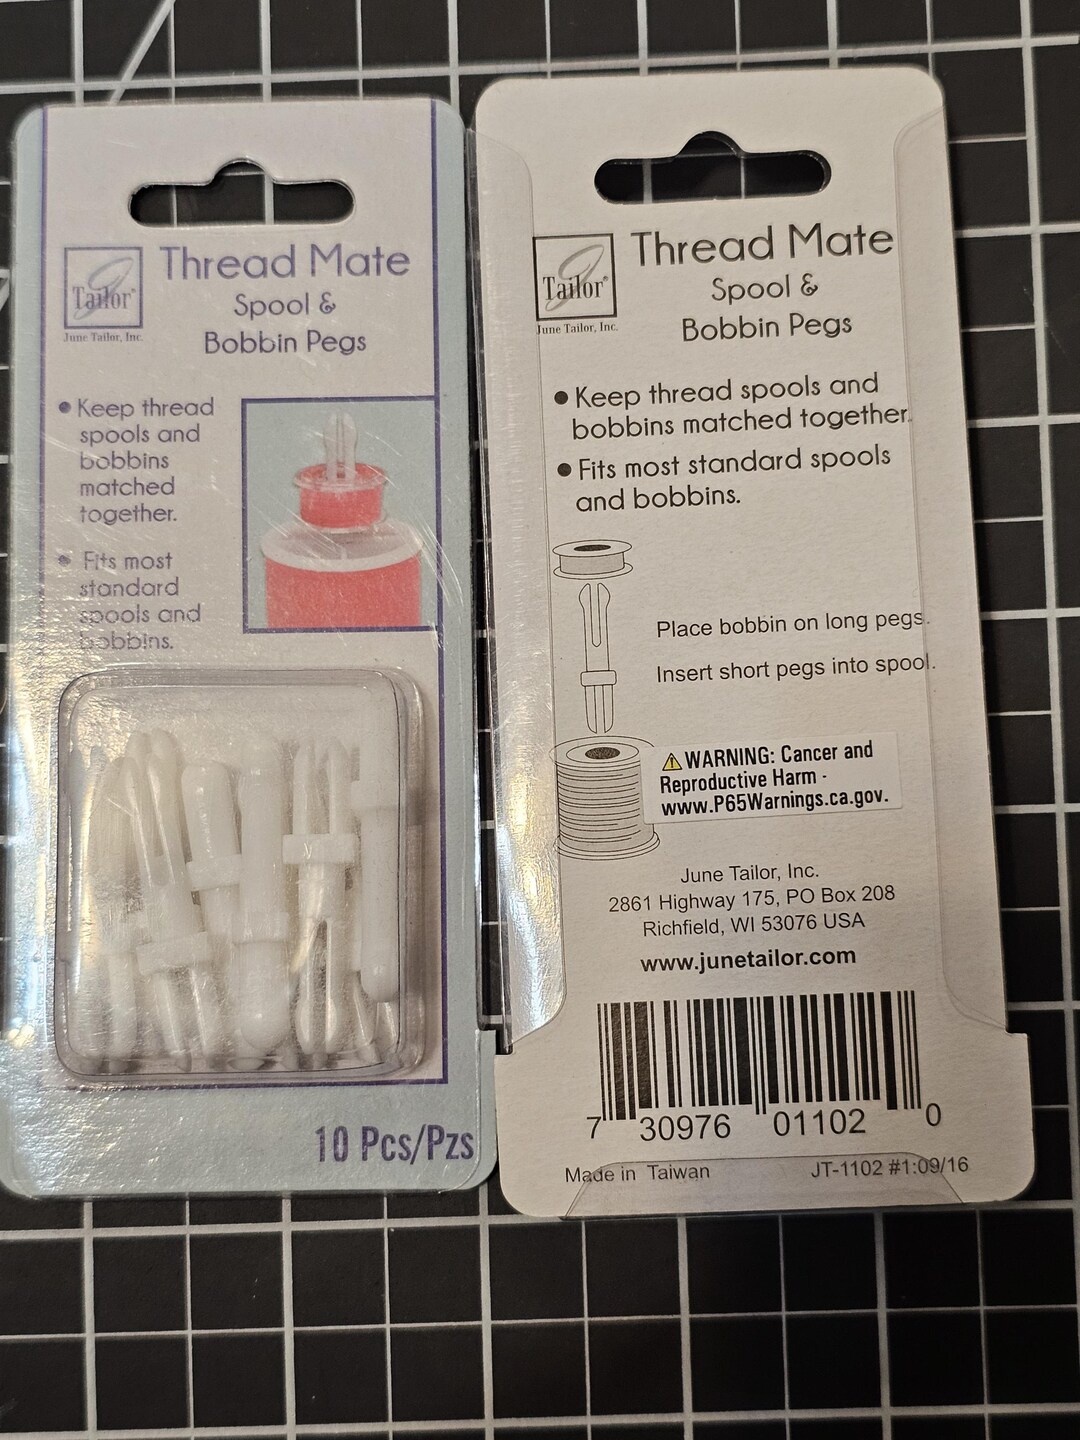 Tailor®
June Tailor, Inc.
Thread Mate
Spool &
Bobbin Pegs
• Keep thread
spools and
bobbins
matched
together.
• Fits most
standard
spools and
bobbins.
10 Pcs/Pzs
Tailor®
June Tailor, Inc.
Thread Mate
Spool &
Bobbin Pegs
• Keep thread spools and
bobbins matched together.
• Fits most standard spools
and bobbins.
Place bobbin on long pegs.
Insert short pegs into spool.
⚠WARNING: Cancer and
Reproductive Harm -
www.P65Warnings.ca.gov.
June Tailor, Inc.
2861 Highway 175, PO Box 208
Richfield, WI 53076 USA
www.junetailor.com
7 30976 01102 0
Made in Taiwan JT-1102 #1:09/16